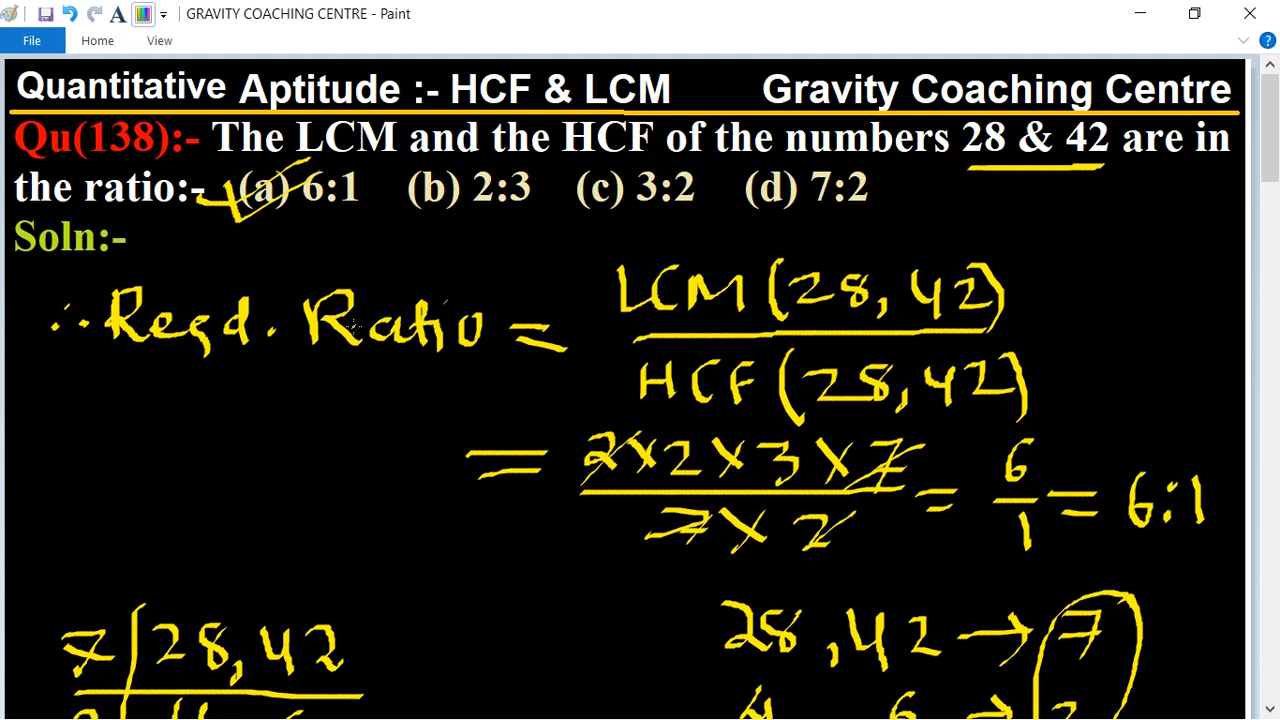 GRAVITY COACHING CENTRE - Paint
File Home View
Quantitative Aptitude :- HCF & LCM Gravity Coaching Centre
Qu(138):- The LCM and the HCF of the numbers 28 & 42 are in
the ratio:- (a) 6:1 (b) 2:3 (c) 3:2 (d) 7:2
Soln:-
∴ Reqd. Ratio = LCM(28, 42)
HCF(28, 42)
= 2×2×3×7 = 6 = 6:1
7×2 1
7 28, 42 28, 42 → 7